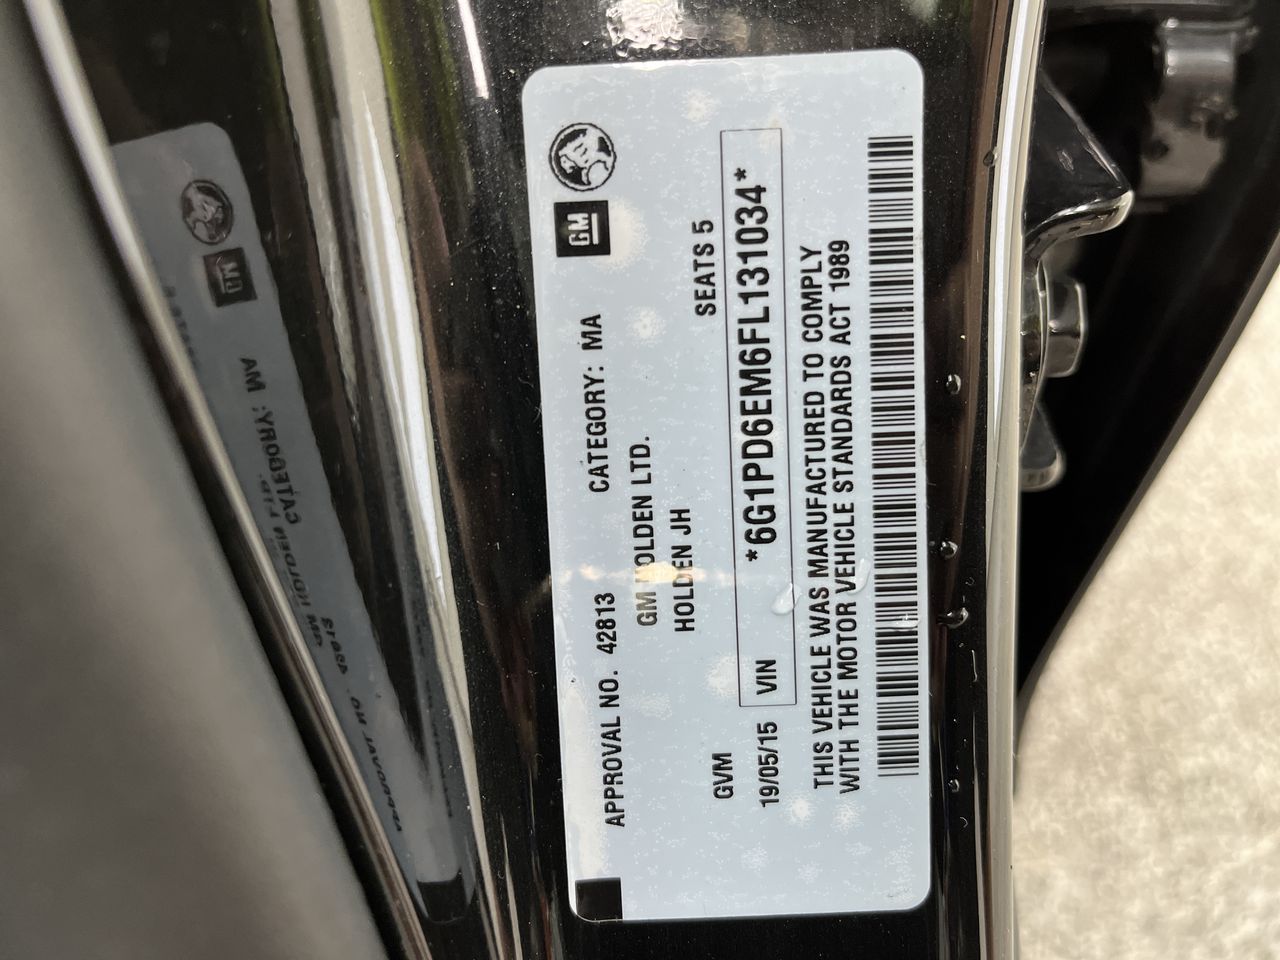 GM
APPROVAL NO. 42813 CATEGORY: MA
GM HOLDEN LTD.
HOLDEN JH
GVM SEATS 5
19/05/15 VIN *6G1PD6EM6FL131034*
THIS VEHICLE WAS MANUFACTURED TO COMPLY
WITH THE MOTOR VEHICLE STANDARDS ACT 1989